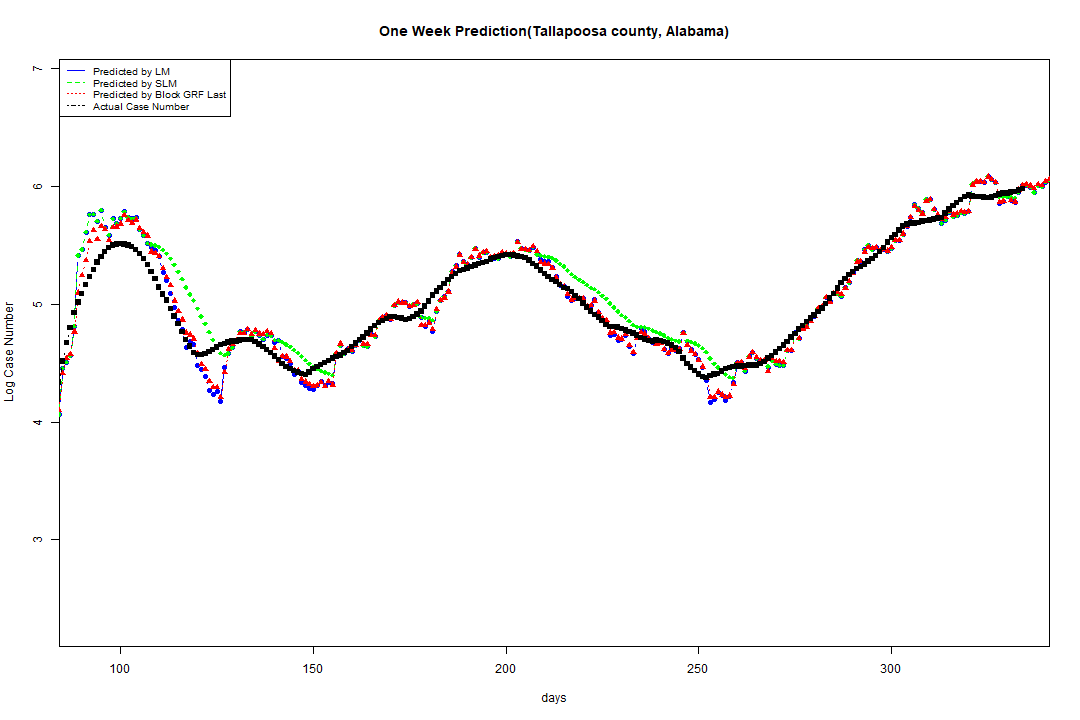 One Week Prediction(Tallapoosa county, Alabama)
Predicted by LM
Predicted by SLM
Predicted by Block GRF Last
Actual Case Number
7
6
5
4
3
Log Case Number
100 150 200 250 300
days